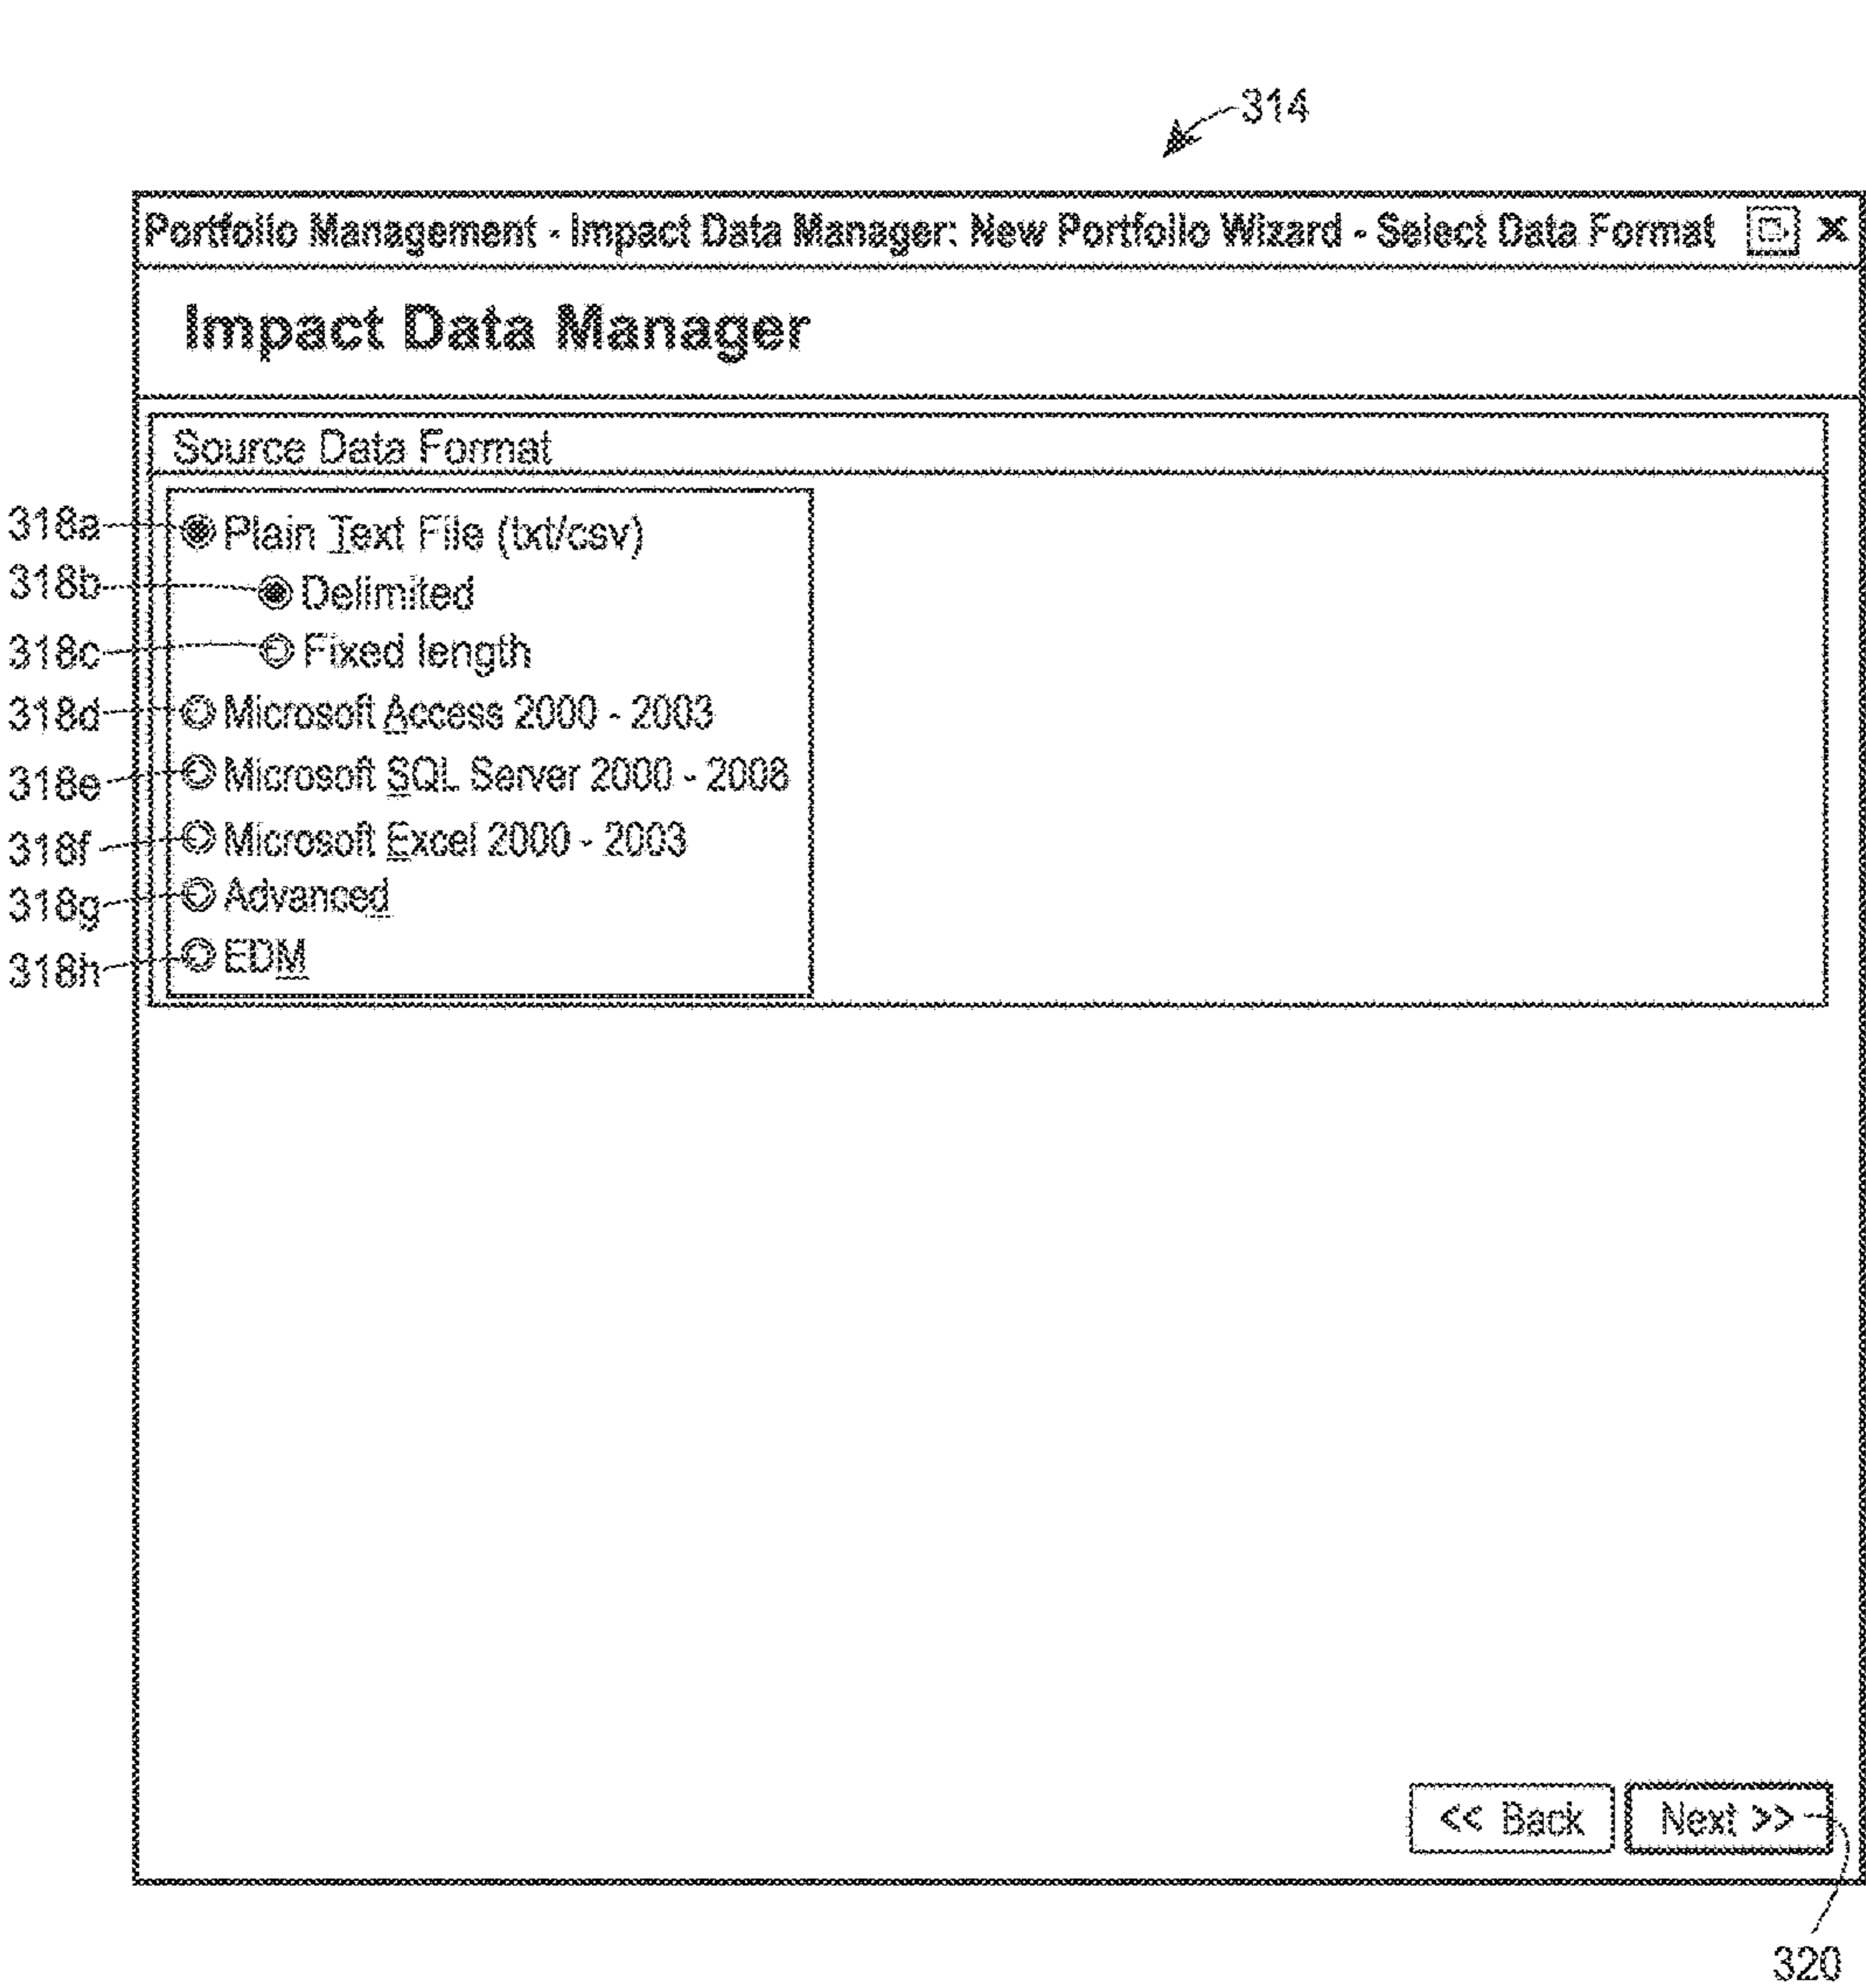 314
Portfolio Management - Impact Data Manager: New Portfolio Wizard - Select Data Format
Impact Data Manager
Source Data Format
318a Plain Text File (txt/csv)
318b Delimited
318c Fixed length
318d Microsoft Access 2000 - 2003
318e Microsoft SQL Server 2000 - 2008
318f Microsoft Excel 2000 - 2003
318g Advanced
318h EDM
<< Back Next >>
320